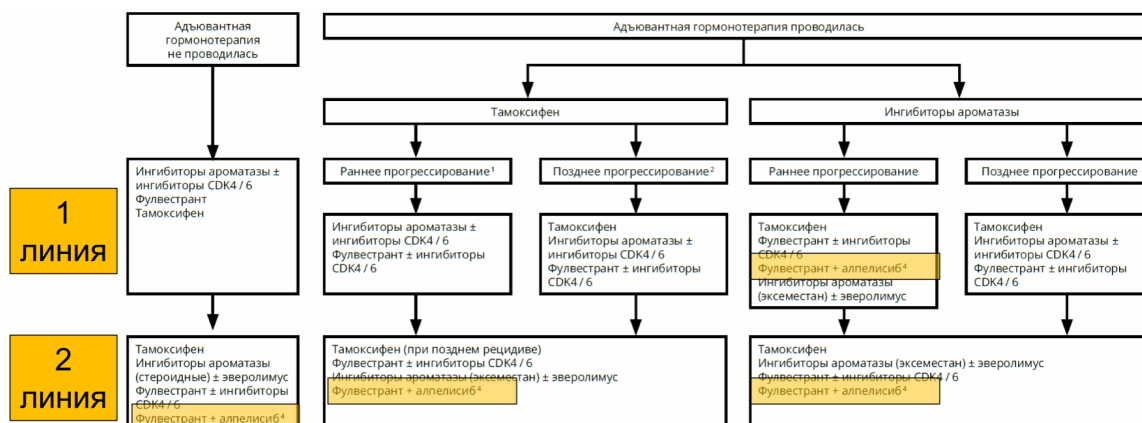 Адъювантная
гормонотерапия
не проводилась
Адъювантная гормонотерапия проводилась
Тамоксифен
Ингибиторы ароматазы
Раннее прогрессирование¹
Позднее прогрессирование²
Раннее прогрессирование
Позднее прогрессирование
1
линия
Ингибиторы ароматазы ±
ингибиторы CDK4 / 6
Фулвестрант
Тамоксифен
Ингибиторы ароматазы ±
ингибиторы CDK4 / 6
Фулвестрант ± ингибиторы
CDK4 / 6
Тамоксифен
Ингибиторы ароматазы ±
ингибиторы CDK4 / 6
Фулвестрант ± ингибиторы
CDK4 / 6
Тамоксифен
Фулвестрант ± ингибиторы
CDK4 / 6
Фулвестрант + алпелисиб⁴
Ингибиторы ароматазы
(эксеместан) ± эверолимус
Тамоксифен
Ингибиторы ароматазы ±
ингибиторы CDK4 / 6
Фулвестрант ± ингибиторы
CDK4 / 6
2
линия
Тамоксифен
Ингибиторы ароматазы
(стероидные) ± эверолимус
Фулвестрант ± ингибиторы
CDK4 / 6
Фулвестрант + алпелисиб⁴
Тамоксифен (при позднем рецидиве)
Фулвестрант ± ингибиторы CDK4 / 6
Ингибиторы ароматазы (эксеместан) ± эверолимус
Фулвестрант + алпелисиб⁴
Тамоксифен
Ингибиторы ароматазы (эксеместан) ± эверолимус
Фулвестрант ± ингибиторы CDK4 / 6
Фулвестрант + алпелисиб⁴